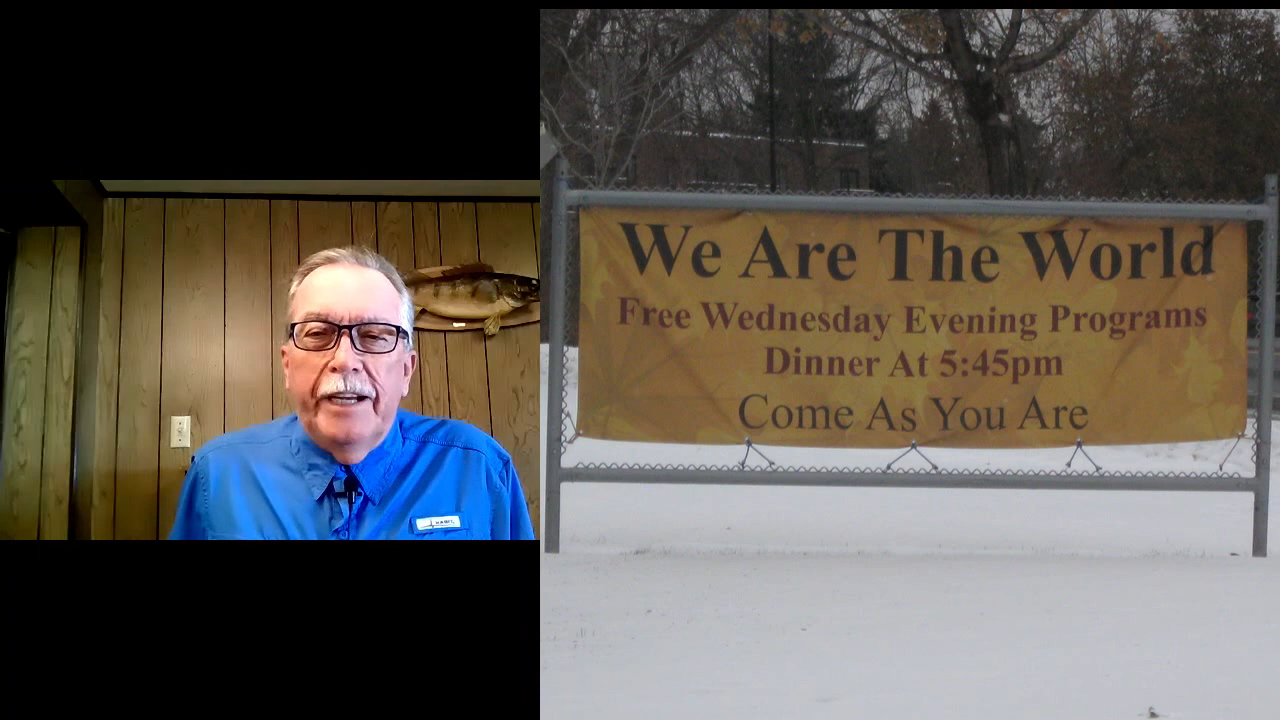 We Are The World
Free Wednesday Evening Programs
Dinner At 5:45pm
Come As You Are